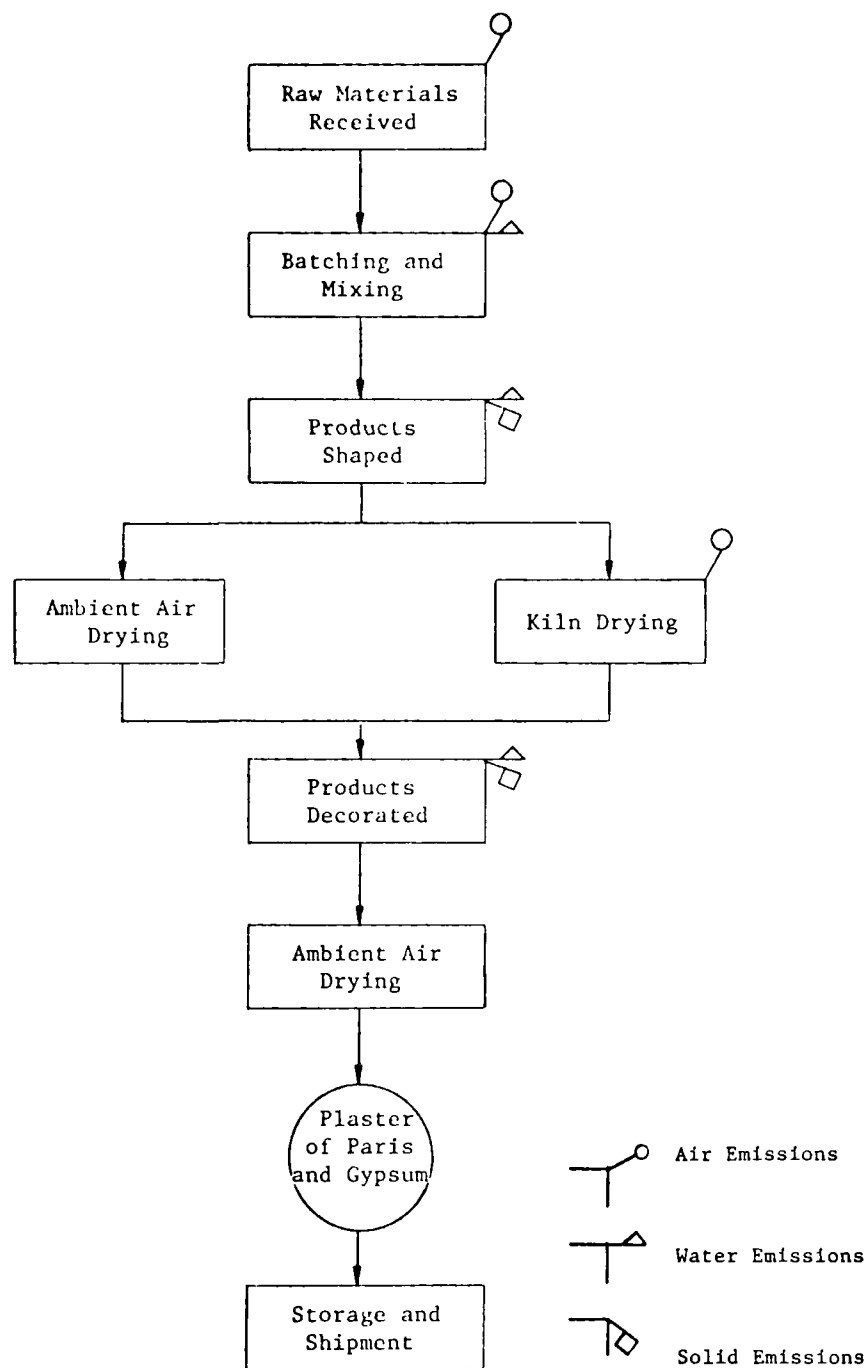 Raw Materials
Received
Batching and
Mixing
Products
Shaped
Ambient Air
Drying
Kiln Drying
Products
Decorated
Ambient Air
Drying
Plaster
of Paris
and Gypsum
Storage and
Shipment
Air Emissions
Water Emissions
Solid Emissions